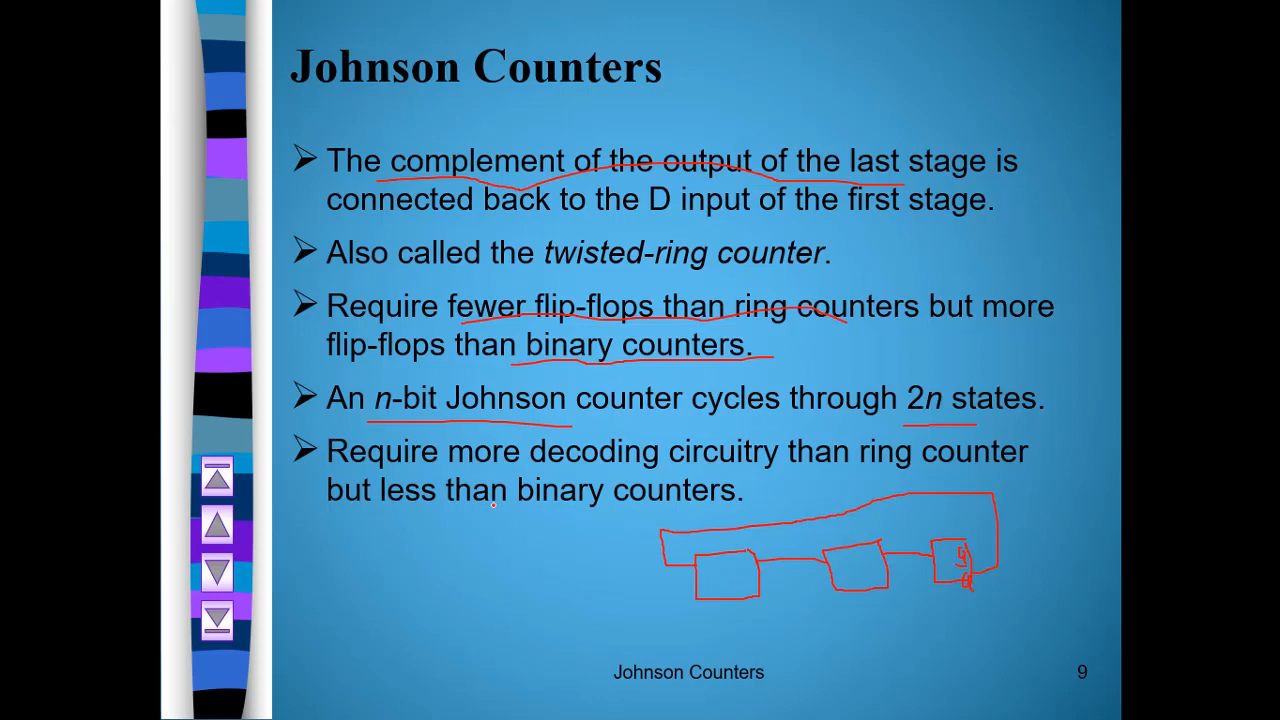 Johnson Counters
➢ The complement of the output of the last stage is
connected back to the D input of the first stage.
➢ Also called the twisted-ring counter.
➢ Require fewer flip-flops than ring counters but more
flip-flops than binary counters.
➢ An n-bit Johnson counter cycles through 2n states.
➢ Require more decoding circuitry than ring counter
but less than binary counters.
Johnson Counters
9